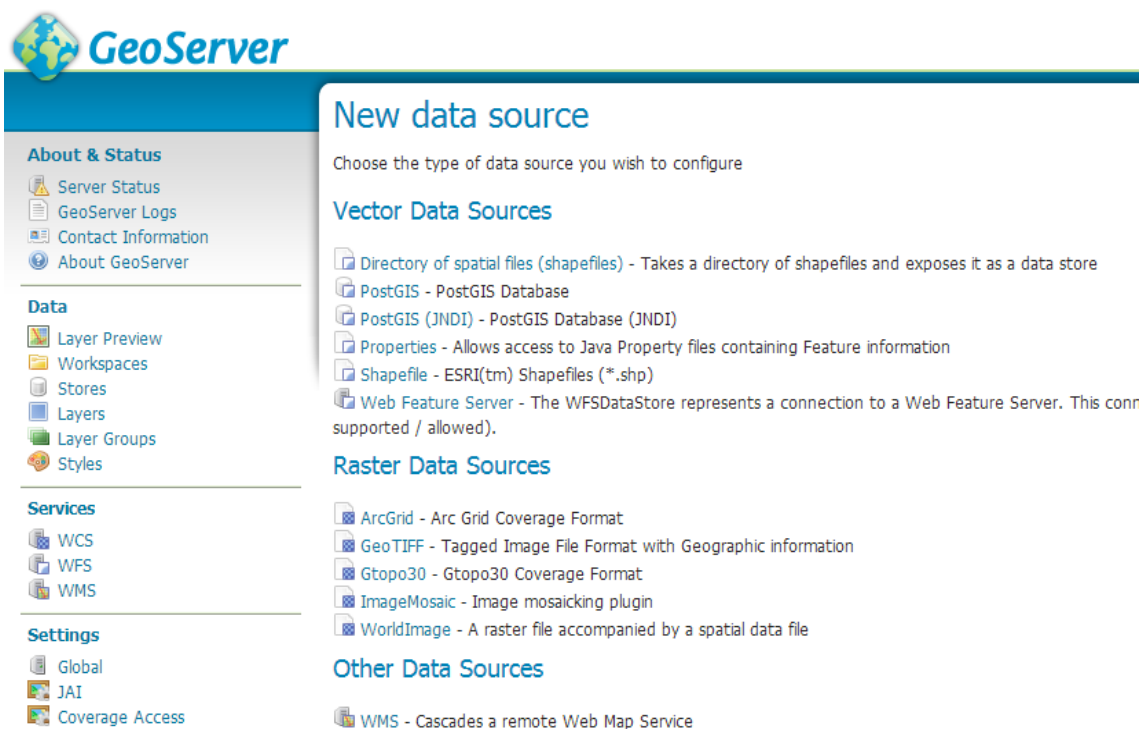 GeoServer
About & Status
Server Status
GeoServer Logs
Contact Information
About GeoServer
Data
Layer Preview
Workspaces
Stores
Layers
Layer Groups
Styles
Services
WCS
WFS
WMS
Settings
Global
JAI
Coverage Access
New data source
Choose the type of data source you wish to configure
Vector Data Sources
Directory of spatial files (shapefiles) - Takes a directory of shapefiles and exposes it as a data store
PostGIS - PostGIS Database
PostGIS (JNDI) - PostGIS Database (JNDI)
Properties - Allows access to Java Property files containing Feature information
Shapefile - ESRI(tm) Shapefiles (*.shp)
Web Feature Server - The WFSDataStore represents a connection to a Web Feature Server. This
supported / allowed).
Raster Data Sources
ArcGrid - Arc Grid Coverage Format
GeoTIFF - Tagged Image File Format with Geographic information
Gtopo30 - Gtopo30 Coverage Format
ImageMosaic - Image mosaicking plugin
WorldImage - A raster file accompanied by a spatial data file
Other Data Sources
WMS - Cascades a remote Web Map Service